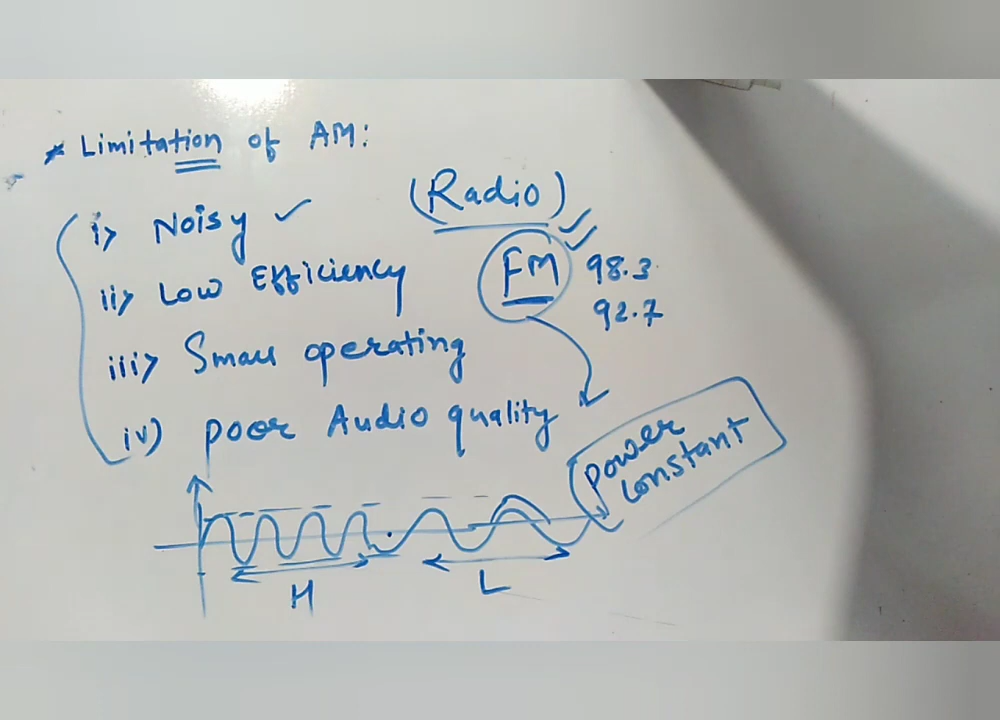 * Limitation of AM:
(Radio)
i> Noisy ✓
FM 98.3
92.7
ii> Low Efficiency
iii> Small operating
iv) poor Audio quality
Power
constant
H
L